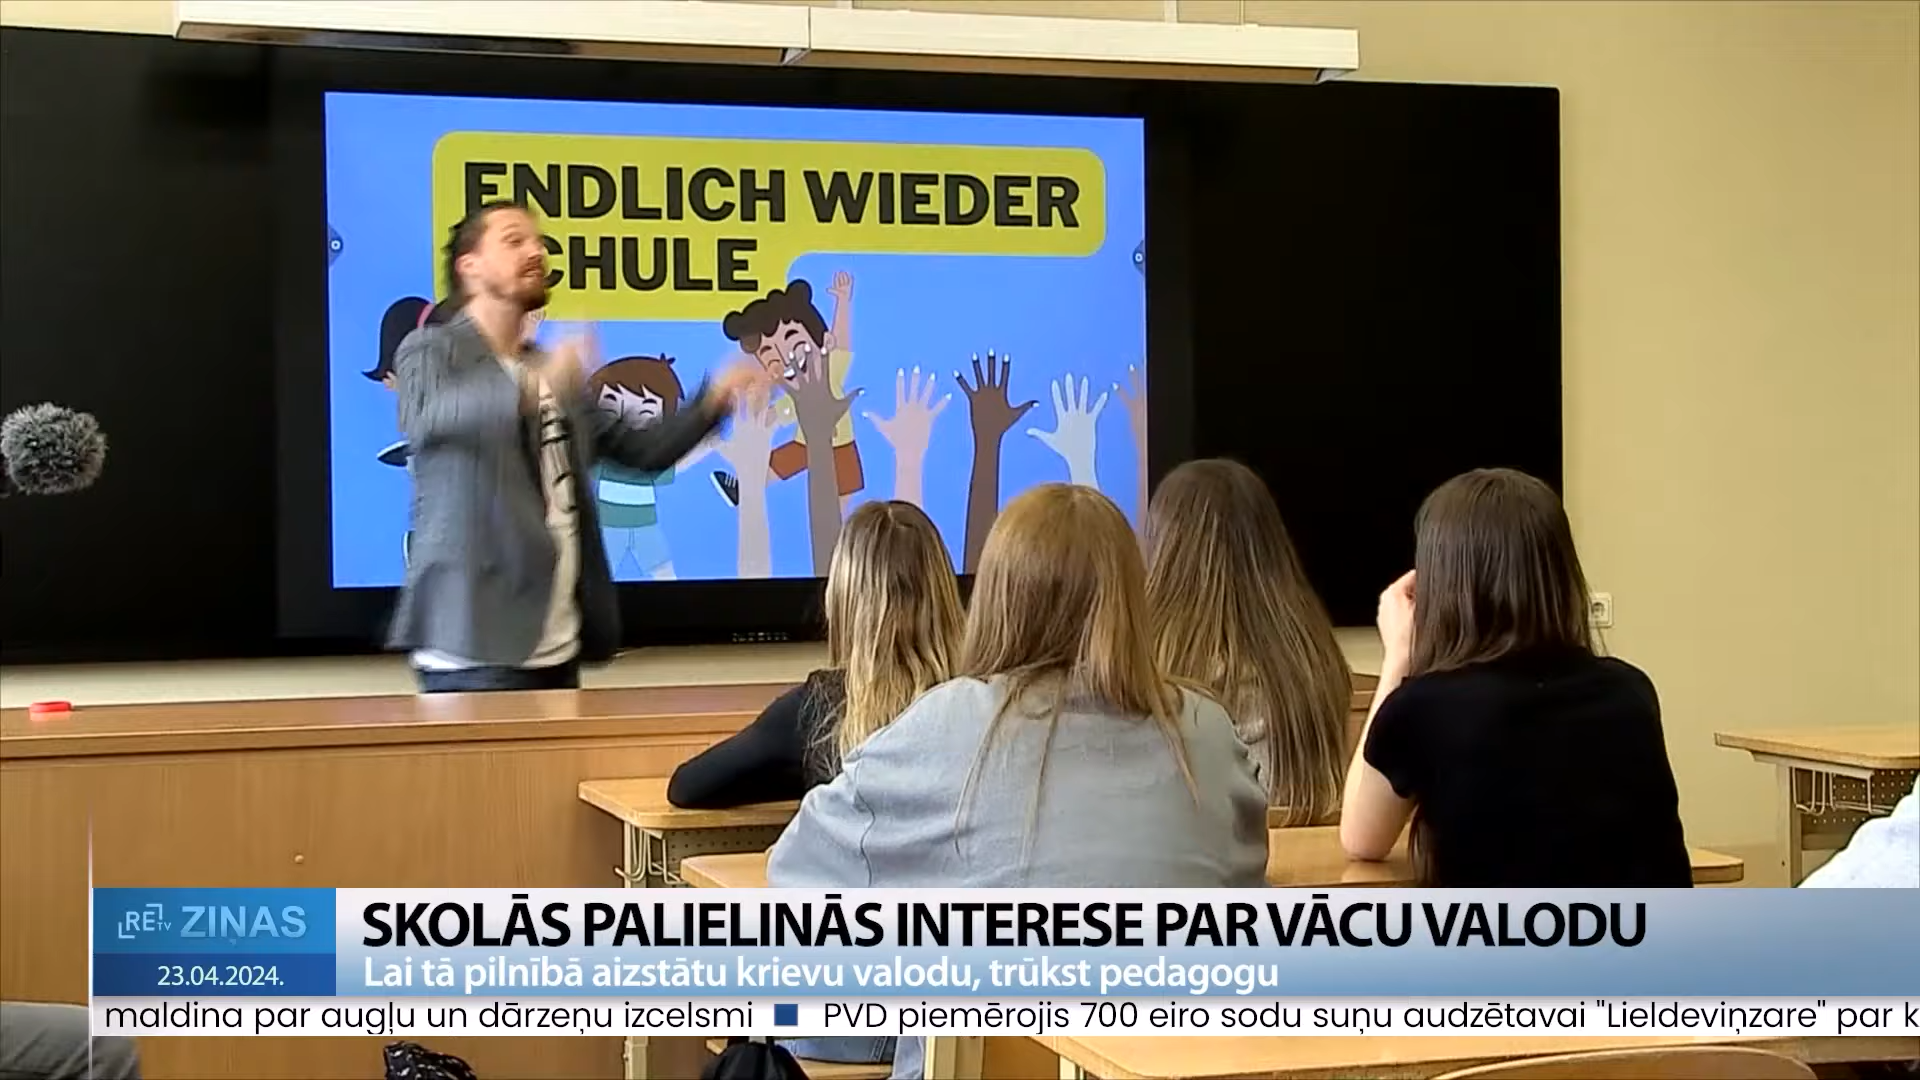 ENDLICH WIEDER
CHULE
RE TV ZIŅAS
23.04.2024.
SKOLĀS PALIELINĀS INTERESE PAR VĀCU VALODU
Lai tā pilnībā aizstātu krievu valodu, trūkst pedagogu
maldina par augļu un dārzeņu izcelsmi ■ PVD piemērojis 700 eiro sodu suņu audzētavai "Lieldeviņzare" par k